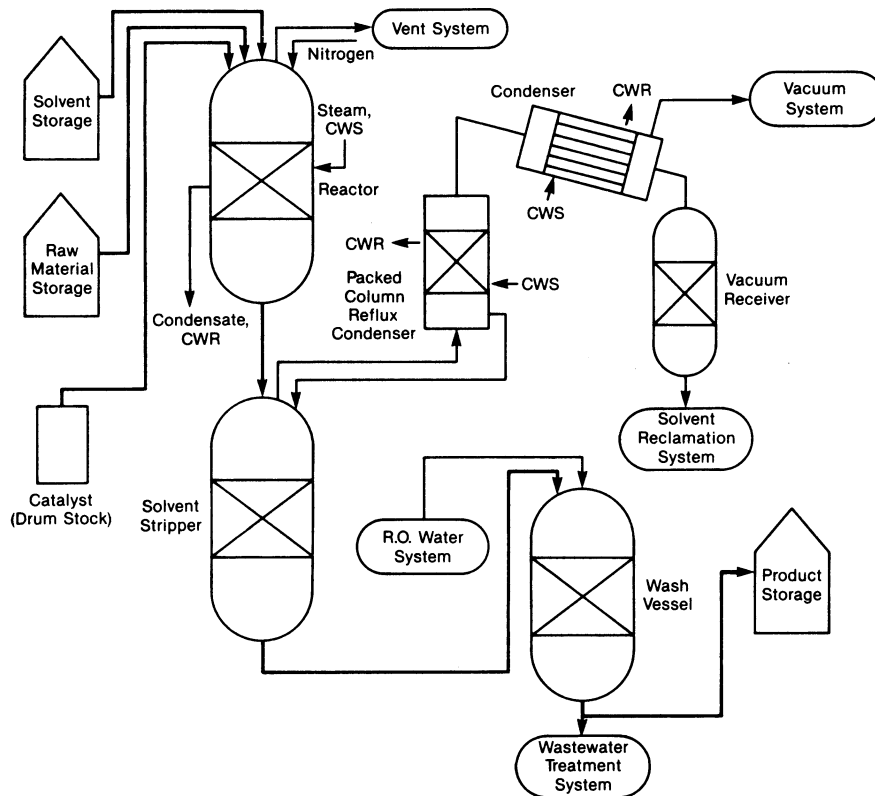 Vent System
Nitrogen
Solvent
Storage
Steam,
CWS
Reactor
Condenser
CWR
Vacuum
System
CWS
Raw
Material
Storage
Condensate,
CWR
CWR
Packed
Column
Reflux
Condenser
CWS
Vacuum
Receiver
Solvent
Reclamation
System
Catalyst
(Drum Stock)
Solvent
Stripper
R.O. Water
System
Wash
Vessel
Product
Storage
Wastewater
Treatment
System